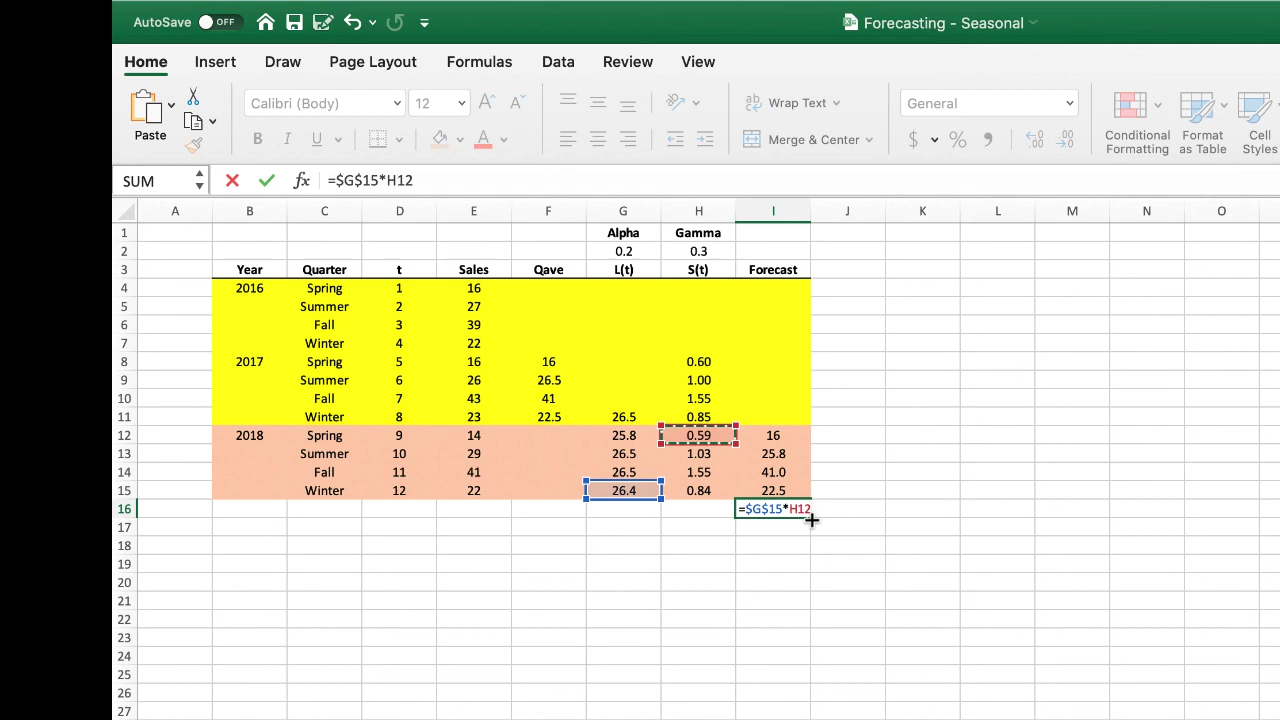 AutoSave OFF Forecasting - Seasonal
Home Insert Draw Page Layout Formulas Data Review View
Paste Calibri (Body) 12 A A ab Wrap Text General Conditional Formatting Format as Table Cell Styles
B I U A Merge & Center $ %
SUM fx =$G$15*H12
A B C D E F G H I J K L M N O
1 Alpha Gamma
2 0.2 0.3
3 Year Quarter t Sales Qave L(t) S(t) Forecast
4 2016 Spring 1 16
5 Summer 2 27
6 Fall 3 39
7 Winter 4 22
8 2017 Spring 5 16 16 0.60
9 Summer 6 26 26.5 1.00
10 Fall 7 43 41 1.55
11 Winter 8 23 22.5 26.5 0.85
12 2018 Spring 9 14 25.8 0.59 16
13 Summer 10 29 26.5 1.03 25.8
14 Fall 11 41 26.5 1.55 41.0
15 Winter 12 22 26.4 0.84 22.5
16 =$G$15*H12
17
18
19
20
21
22
23
24
25
26
27